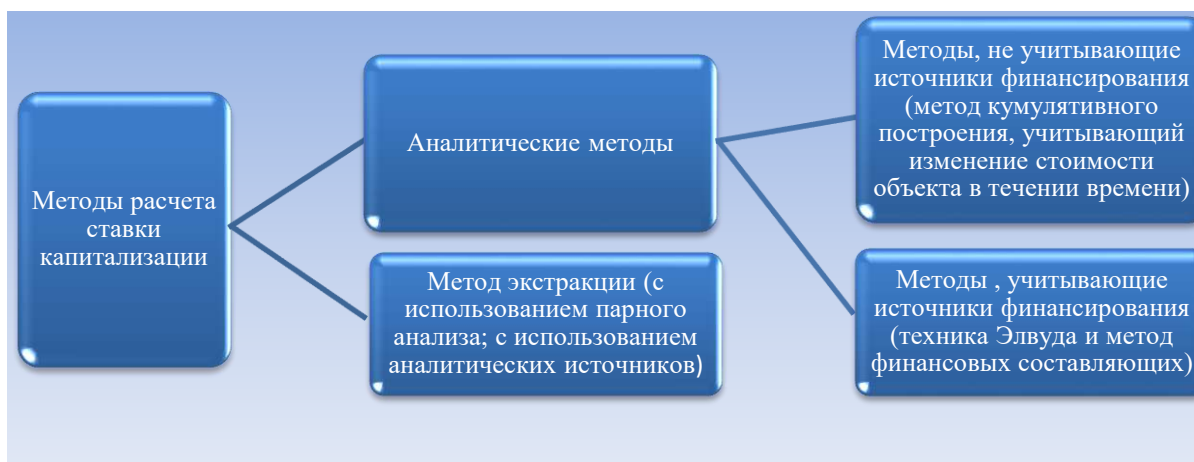 Методы расчета
ставки
капитализации
Аналитические методы
Метод экстракции (с
использованием парного
анализа; с использованием
аналитических источников)
Методы, не учитывающие
источники финансирования
(метод кумулятивного
построения, учитывающий
изменение стоимости
объекта в течении времени)
Методы , учитывающие
источники финансирования
(техника Элвуда и метод
финансовых составляющих)